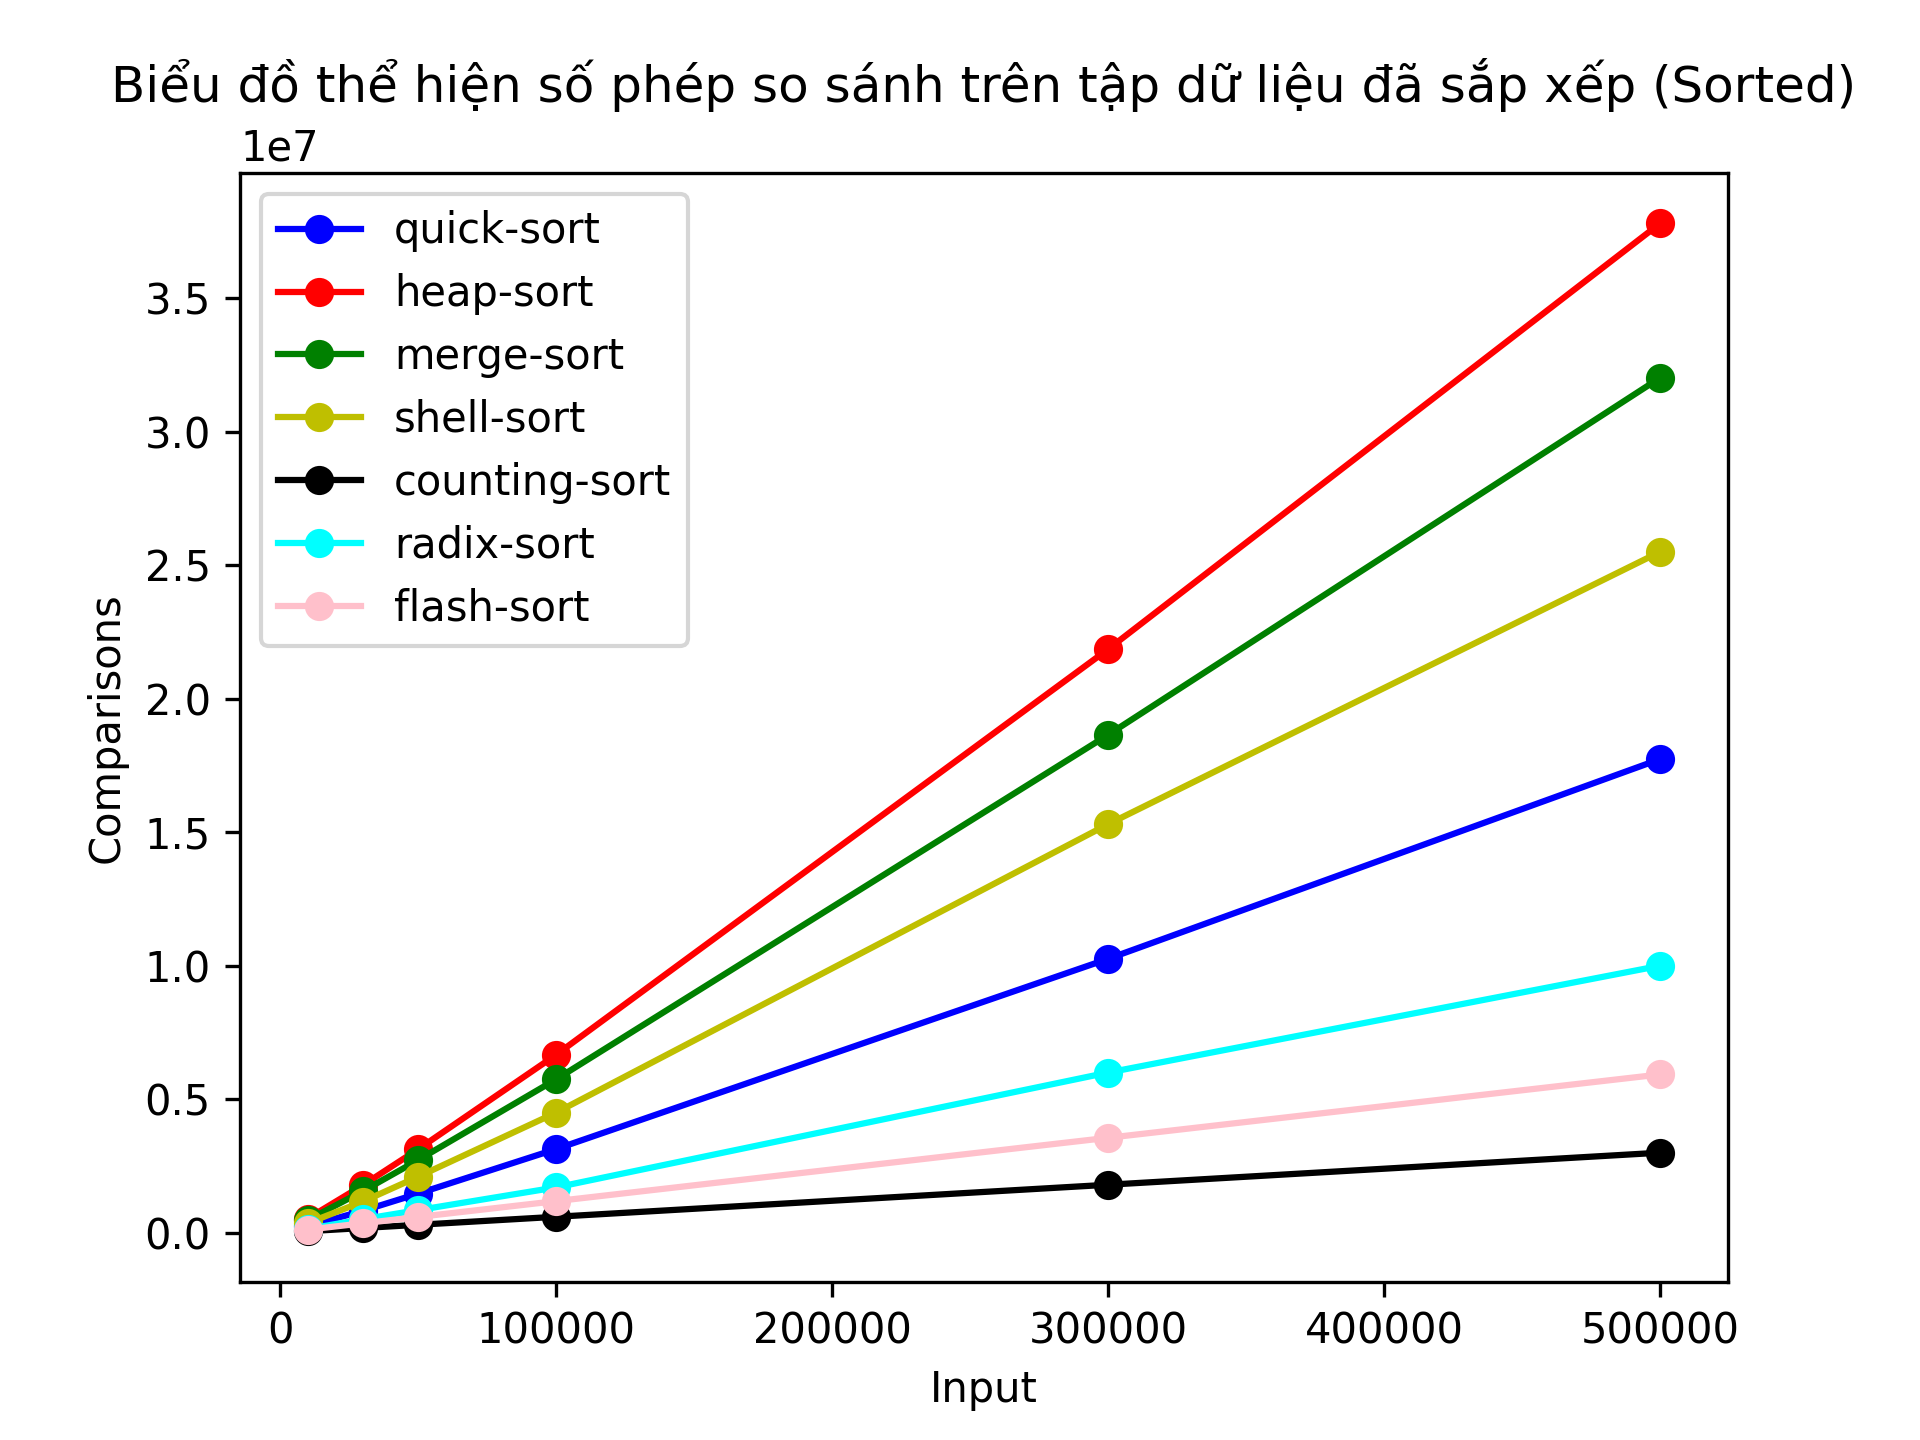 Biểu đồ thể hiện số phép so sánh trên tập dữ liệu đã sắp xếp (Sorted)
1e7
quick-sort
heap-sort
merge-sort
shell-sort
counting-sort
radix-sort
flash-sort
3.5
3.0
2.5
2.0
1.5
1.0
0.5
0.0
Comparisons
0 100000 200000 300000 400000 500000
Input